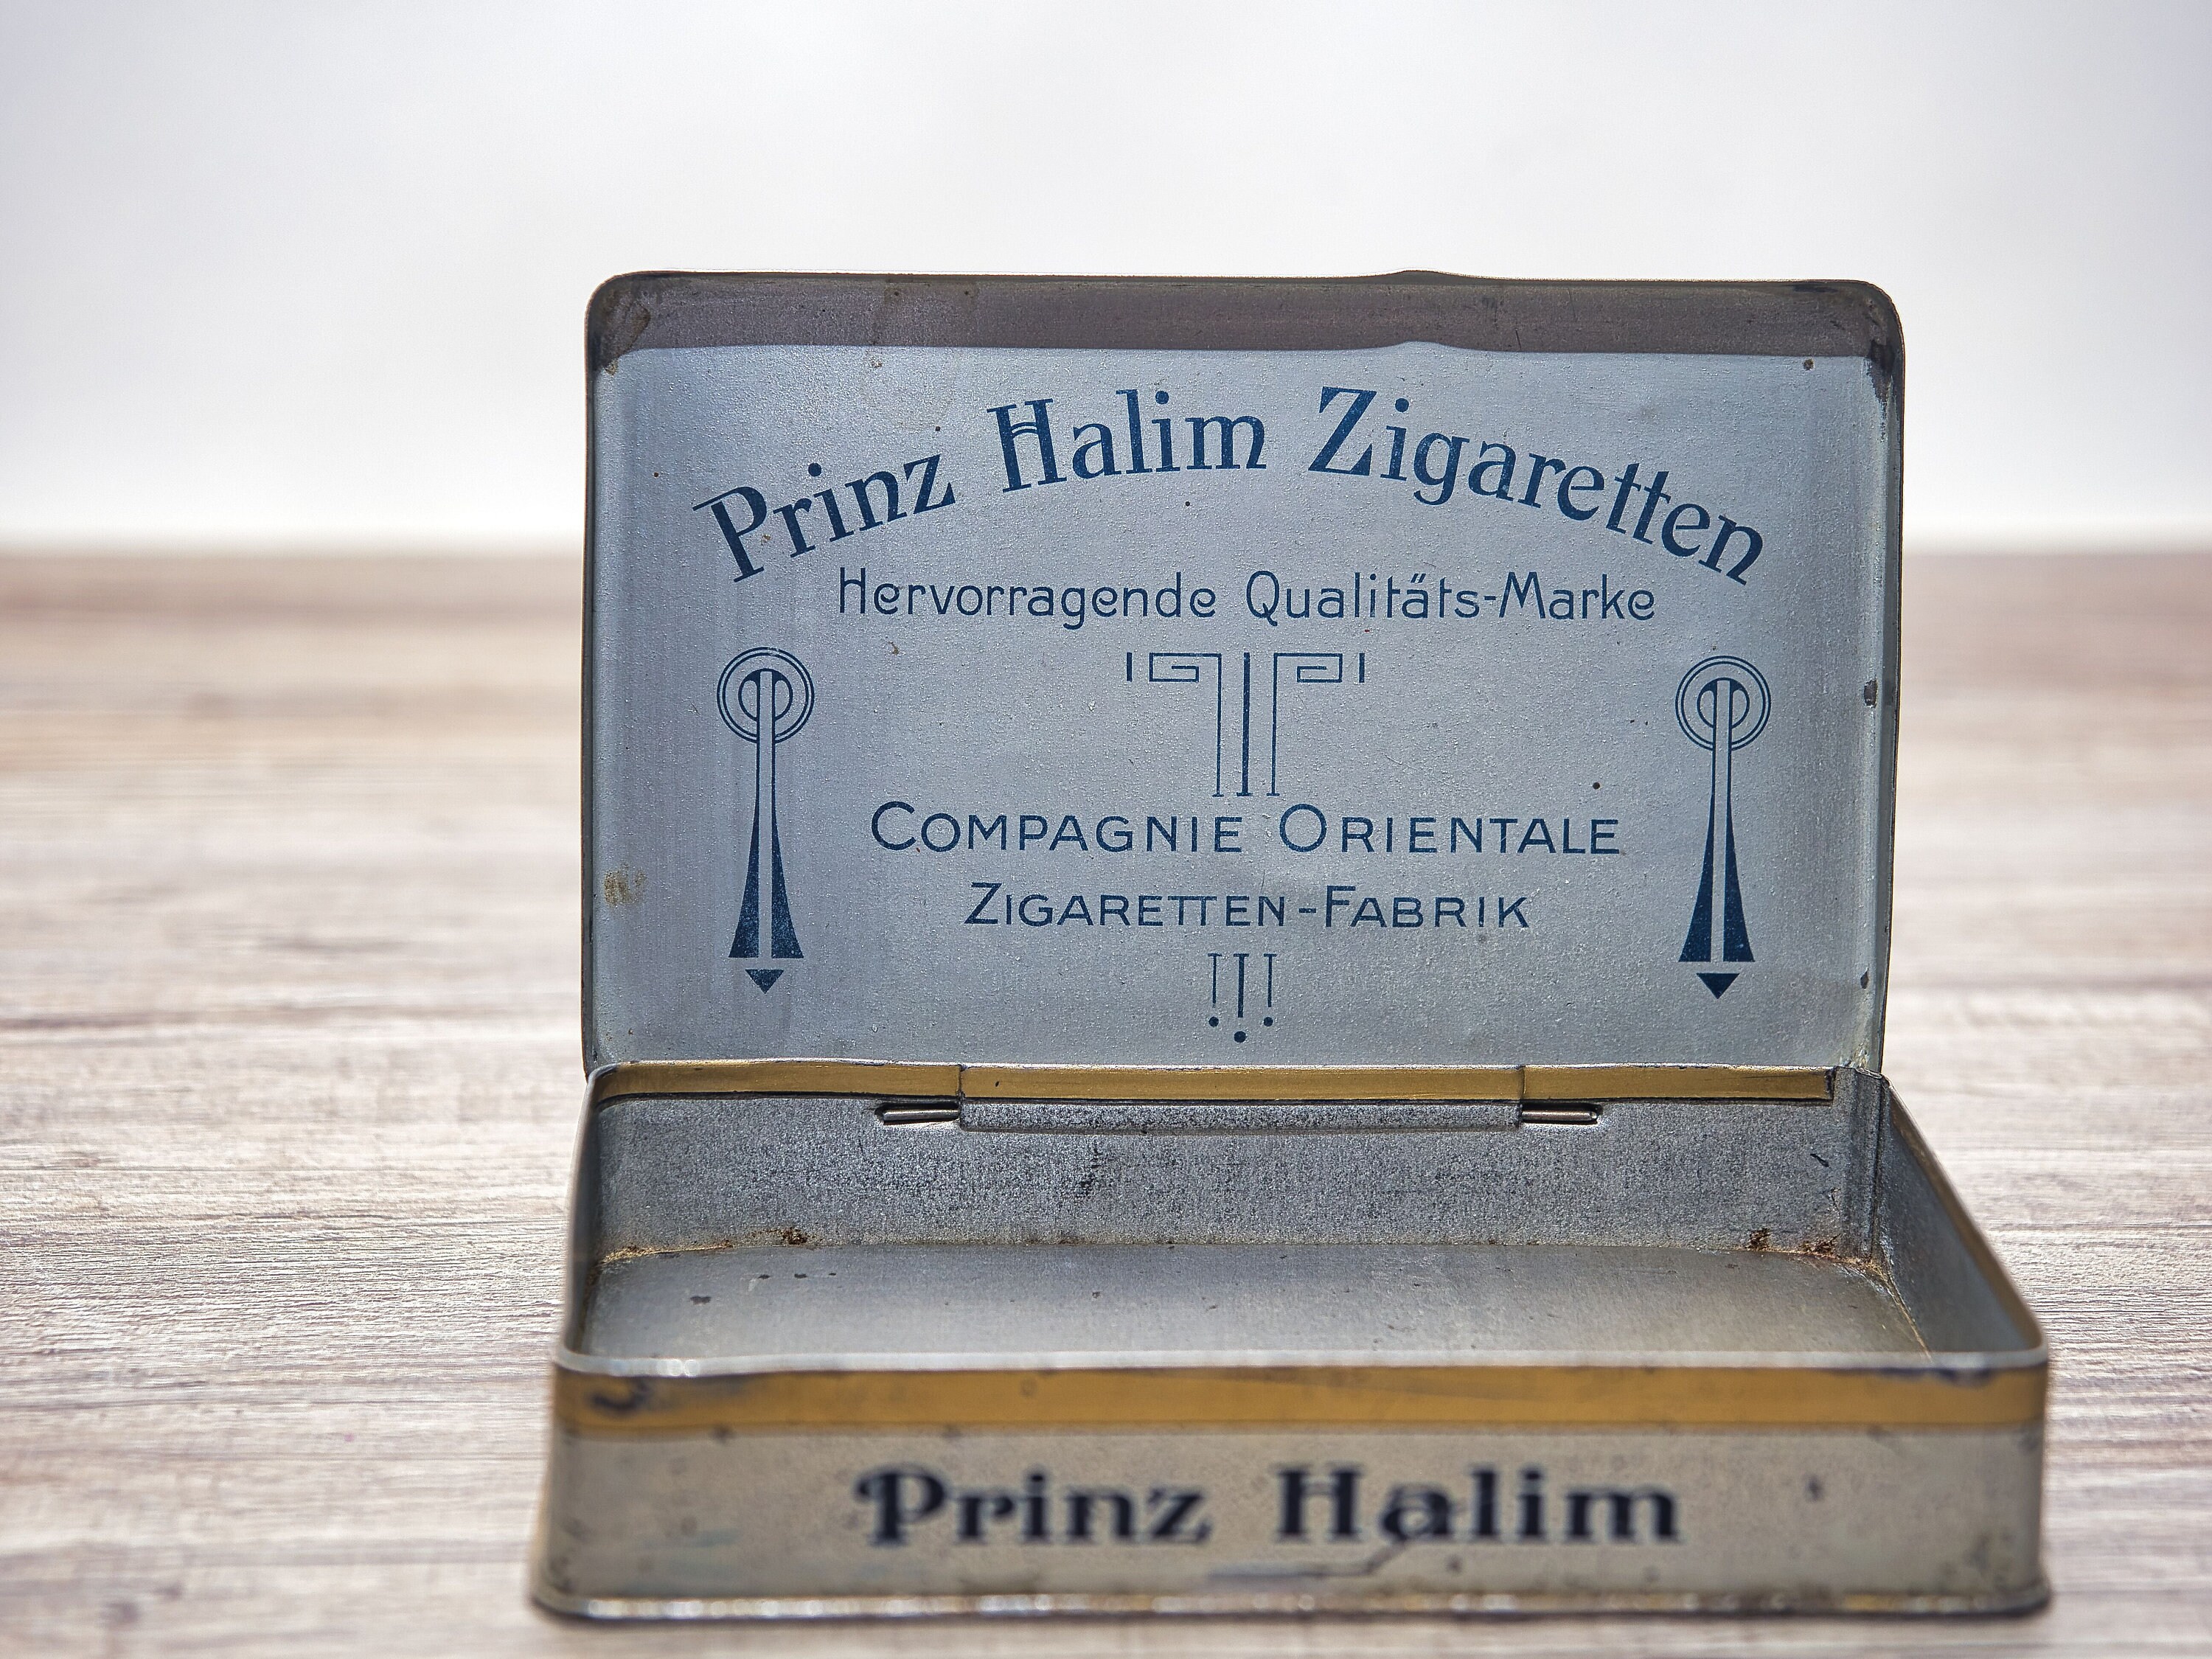 Prinz Halim Zigaretten
Hervorragende Qualitäts-Marke
COMPAGNIE ORIENTALE
ZIGARETTEN-FABRIK
Prinz Halim